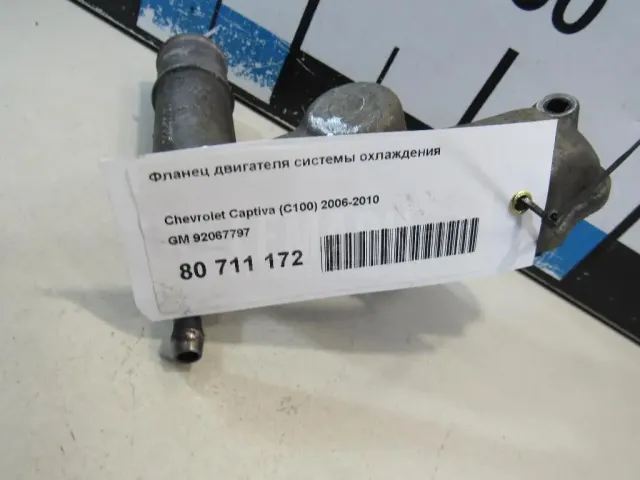 Фланец двигателя системы охлаждения
Chevrolet Captiva (C100) 2006-2010
GM 92067797
80 711 172